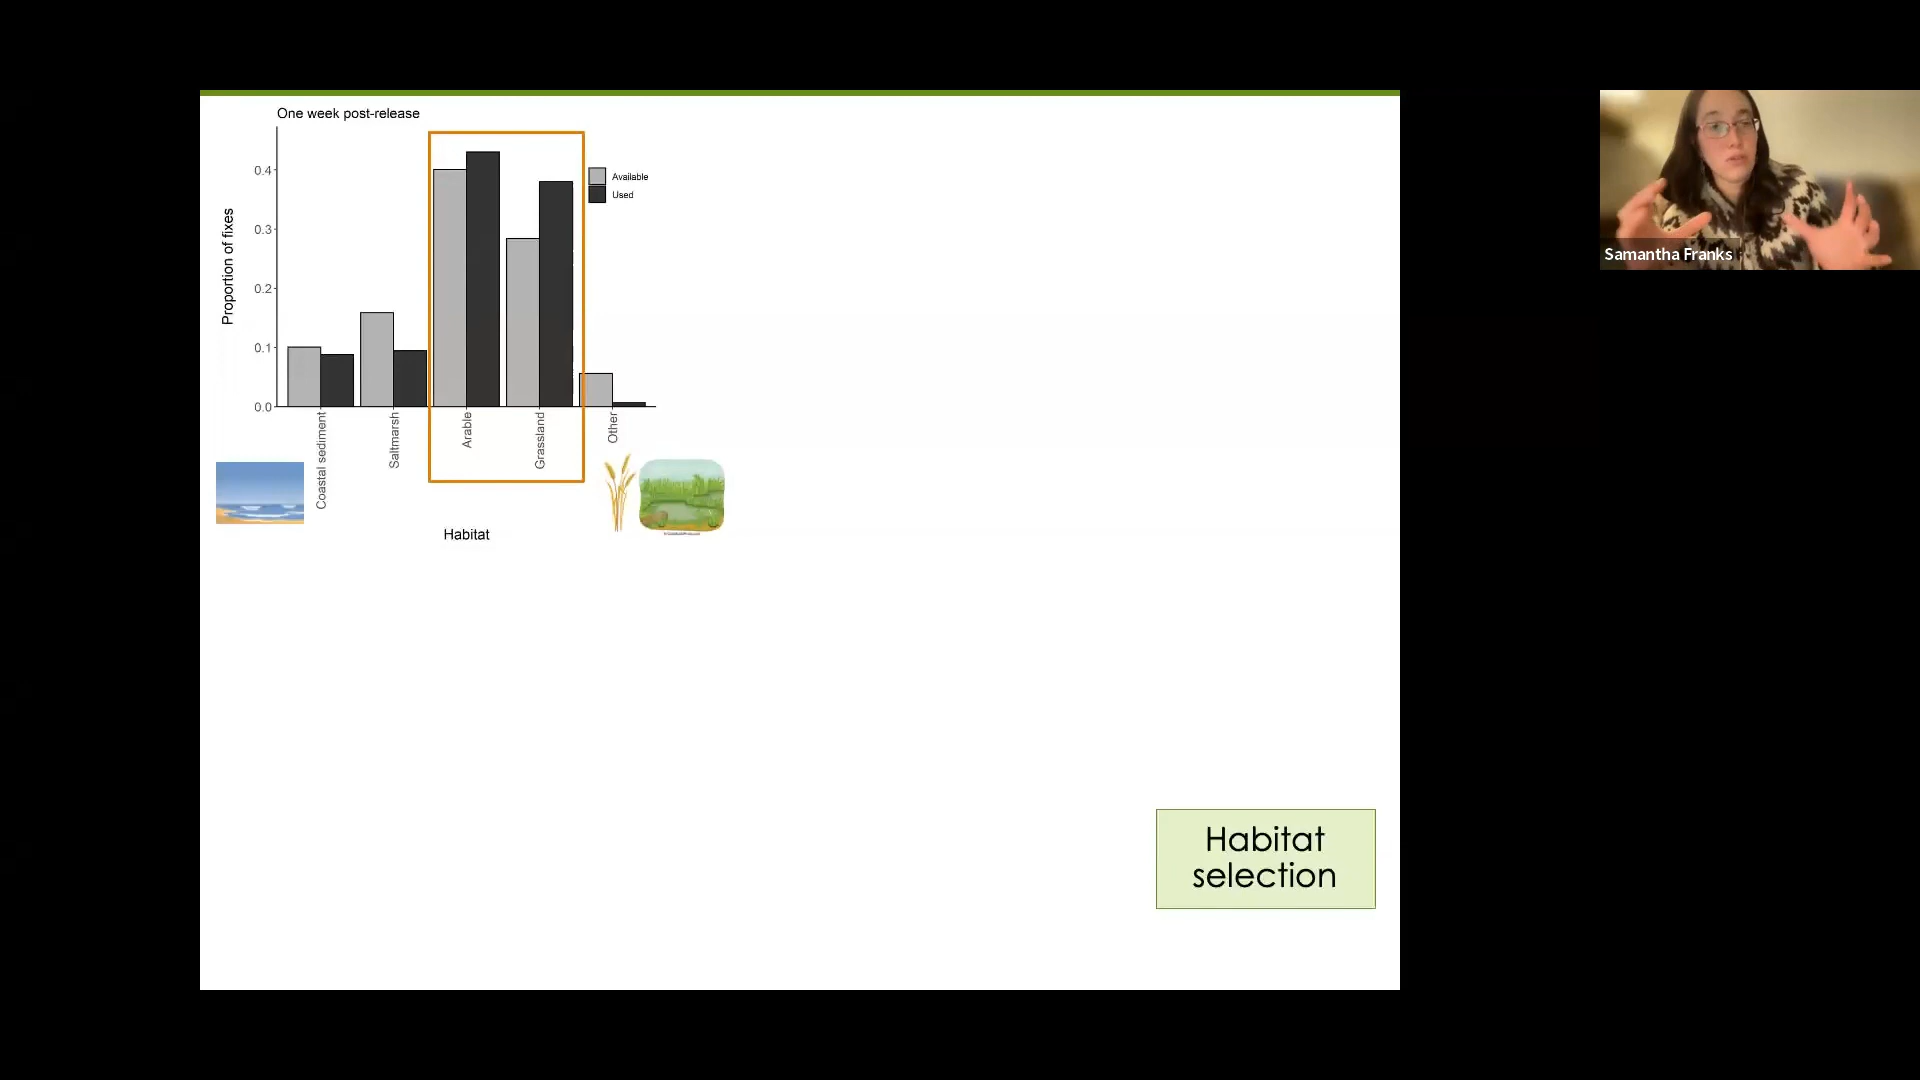 One week post-release
Proportion of fixes
0.4
0.3
0.2
0.1
0.0
Available
Used
Coastal sediment
Saltmarsh
Arable
Grassland
Other
Habitat
Habitat
selection
Samantha Franks